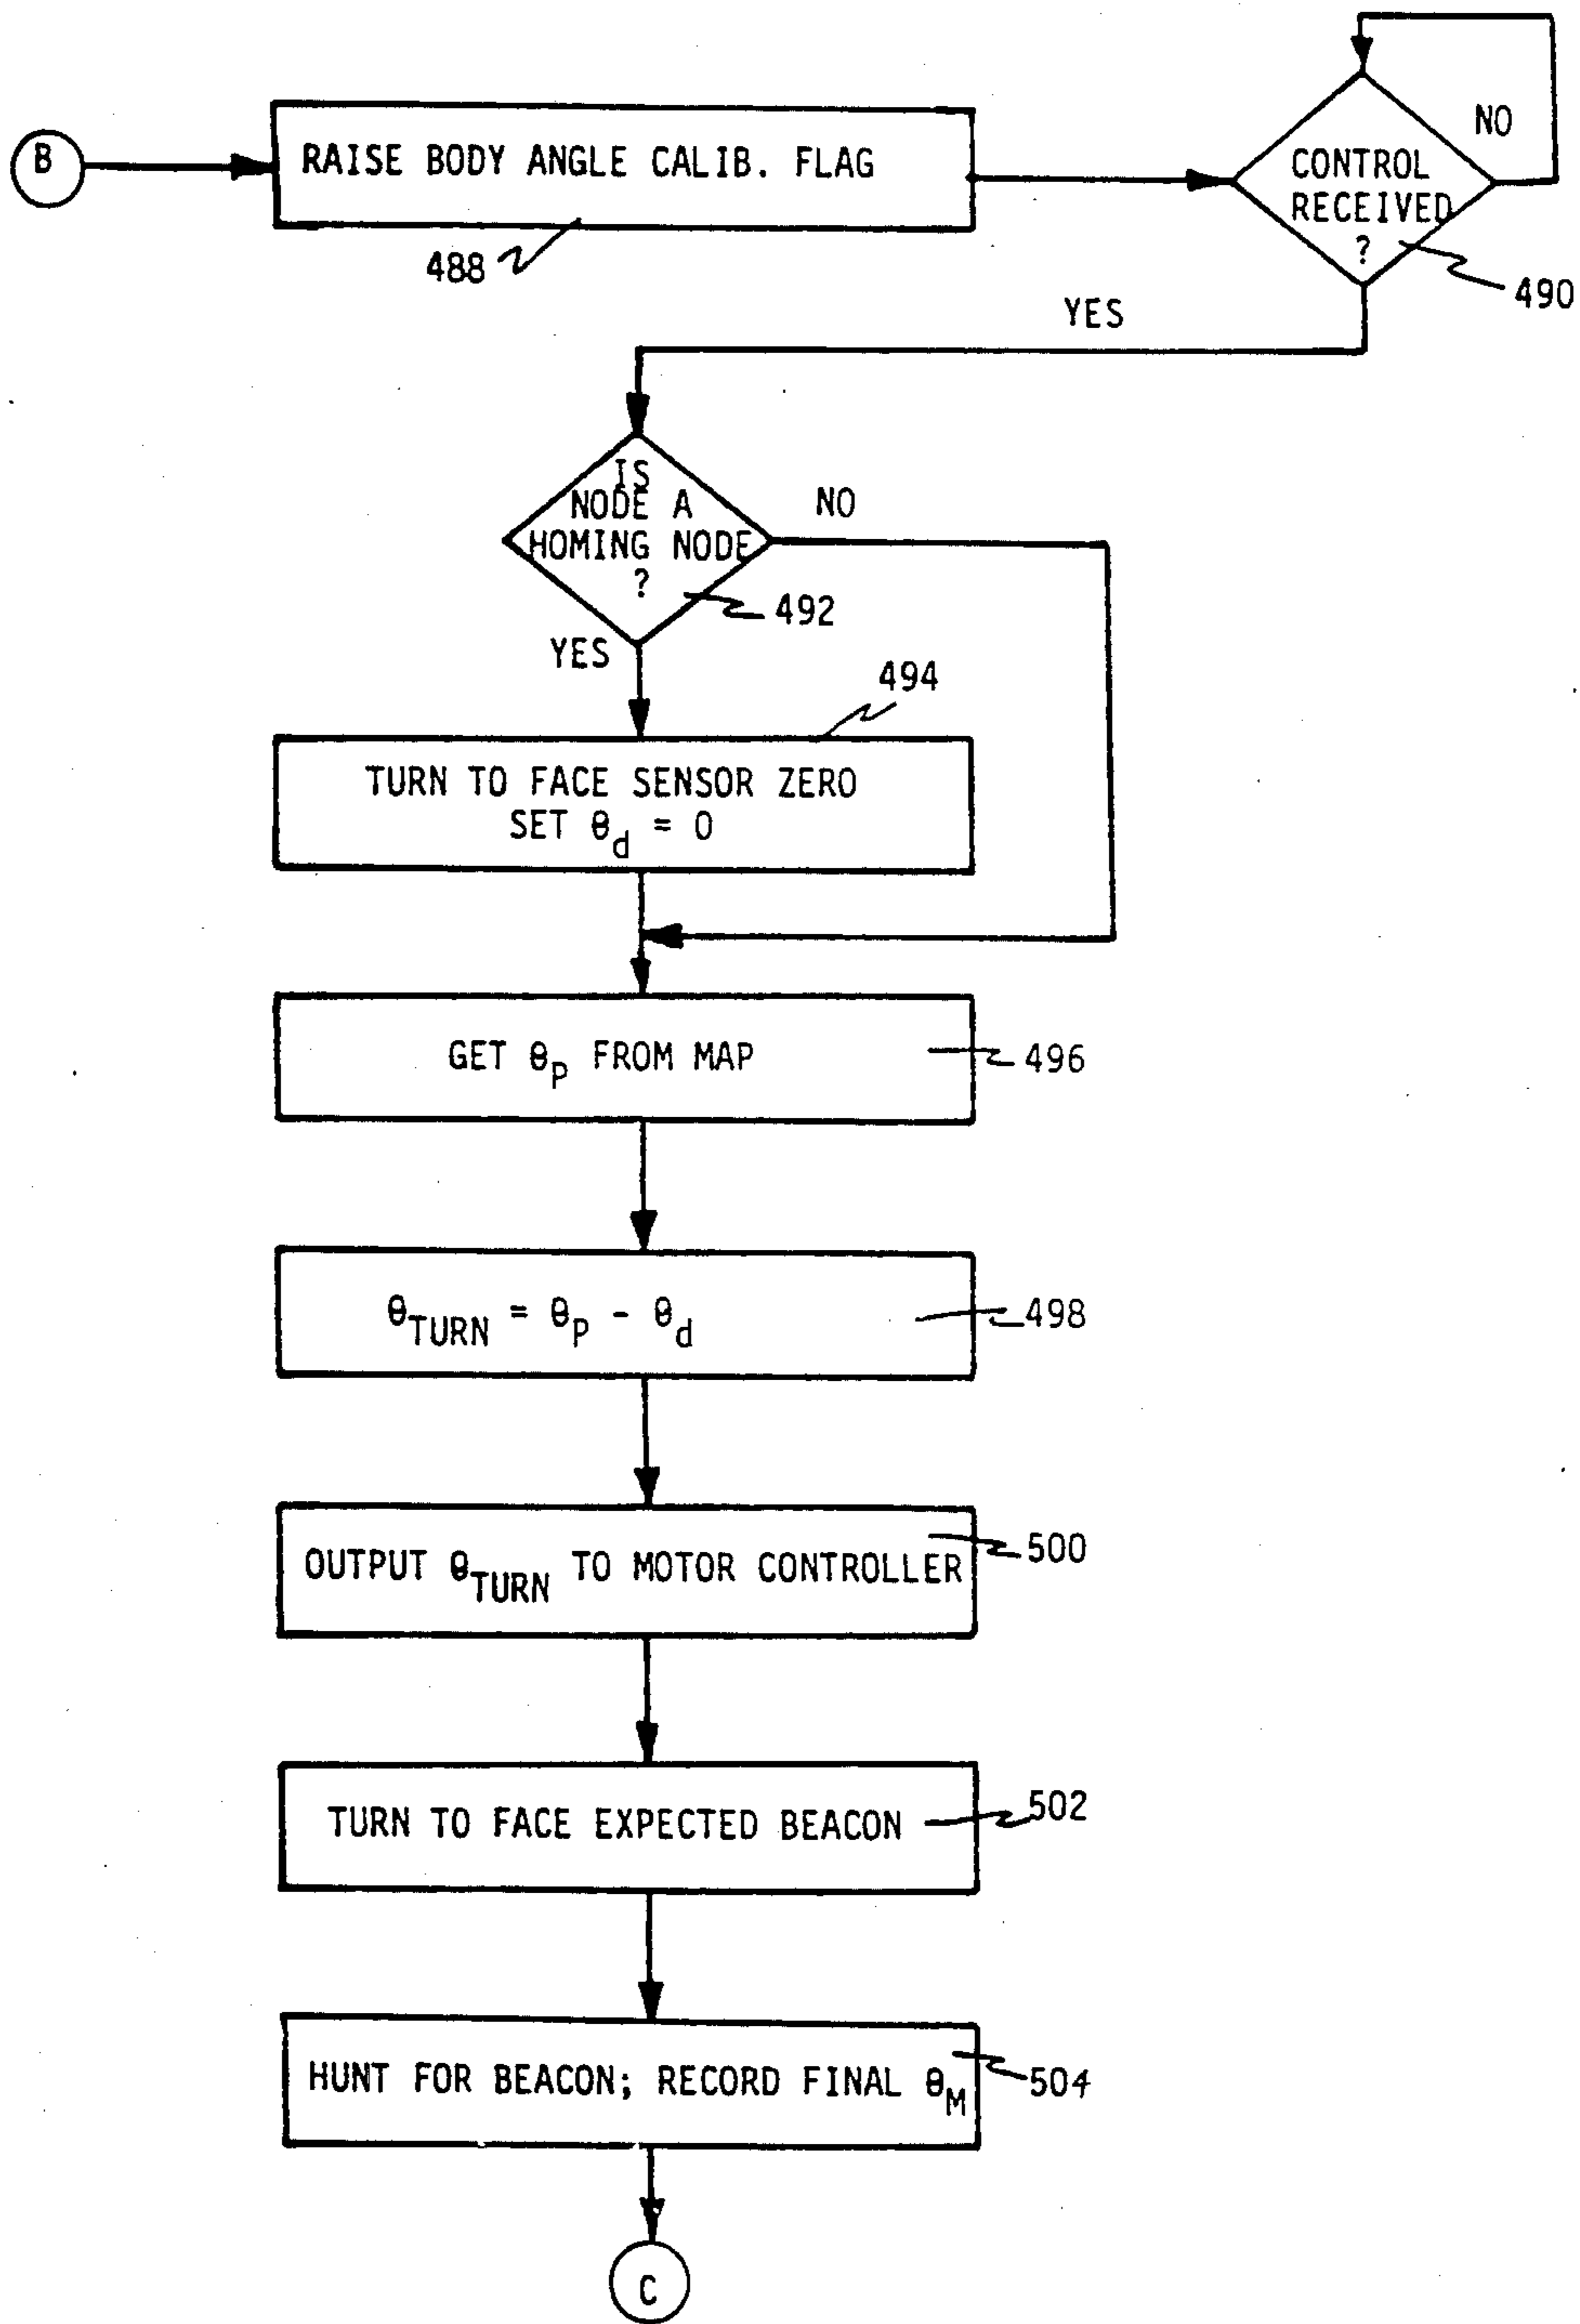 B
RAISE BODY ANGLE CALIB. FLAG
488
CONTROL
RECEIVED
?
NO
490
YES
IS
NODE A
HOMING NODE
?
NO
492
YES
494
TURN TO FACE SENSOR ZERO
SET θd = 0
GET θP FROM MAP
496
θTURN = θP - θd
498
OUTPUT θTURN TO MOTOR CONTROLLER
500
TURN TO FACE EXPECTED BEACON
502
HUNT FOR BEACON; RECORD FINAL θM
504
C